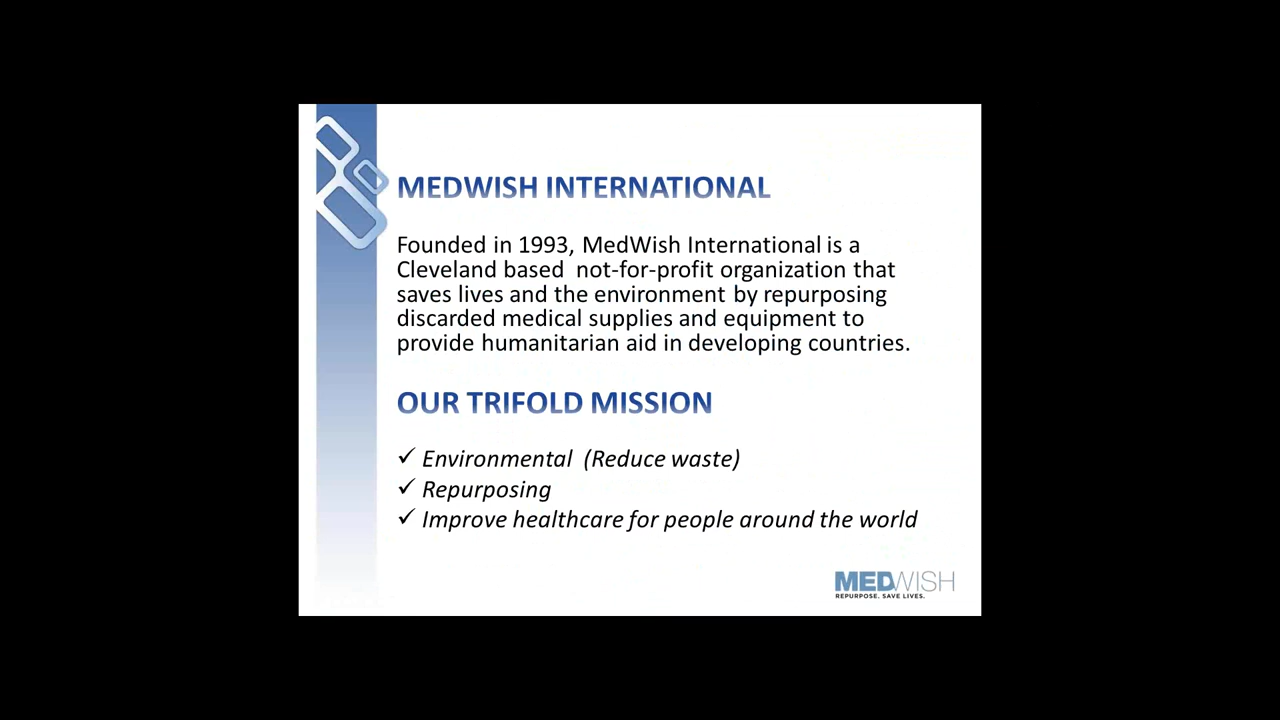 MEDWISH INTERNATIONAL
Founded in 1993, MedWish International is a
Cleveland based  not-for-profit organization that
saves lives and the environment by repurposing
discarded medical supplies and equipment to
provide humanitarian aid in developing countries.
OUR TRIFOLD MISSION
✓ Environmental  (Reduce waste)
✓ Repurposing
✓ Improve healthcare for people around the world
MEDWISH
REPURPOSE. SAVE LIVES.